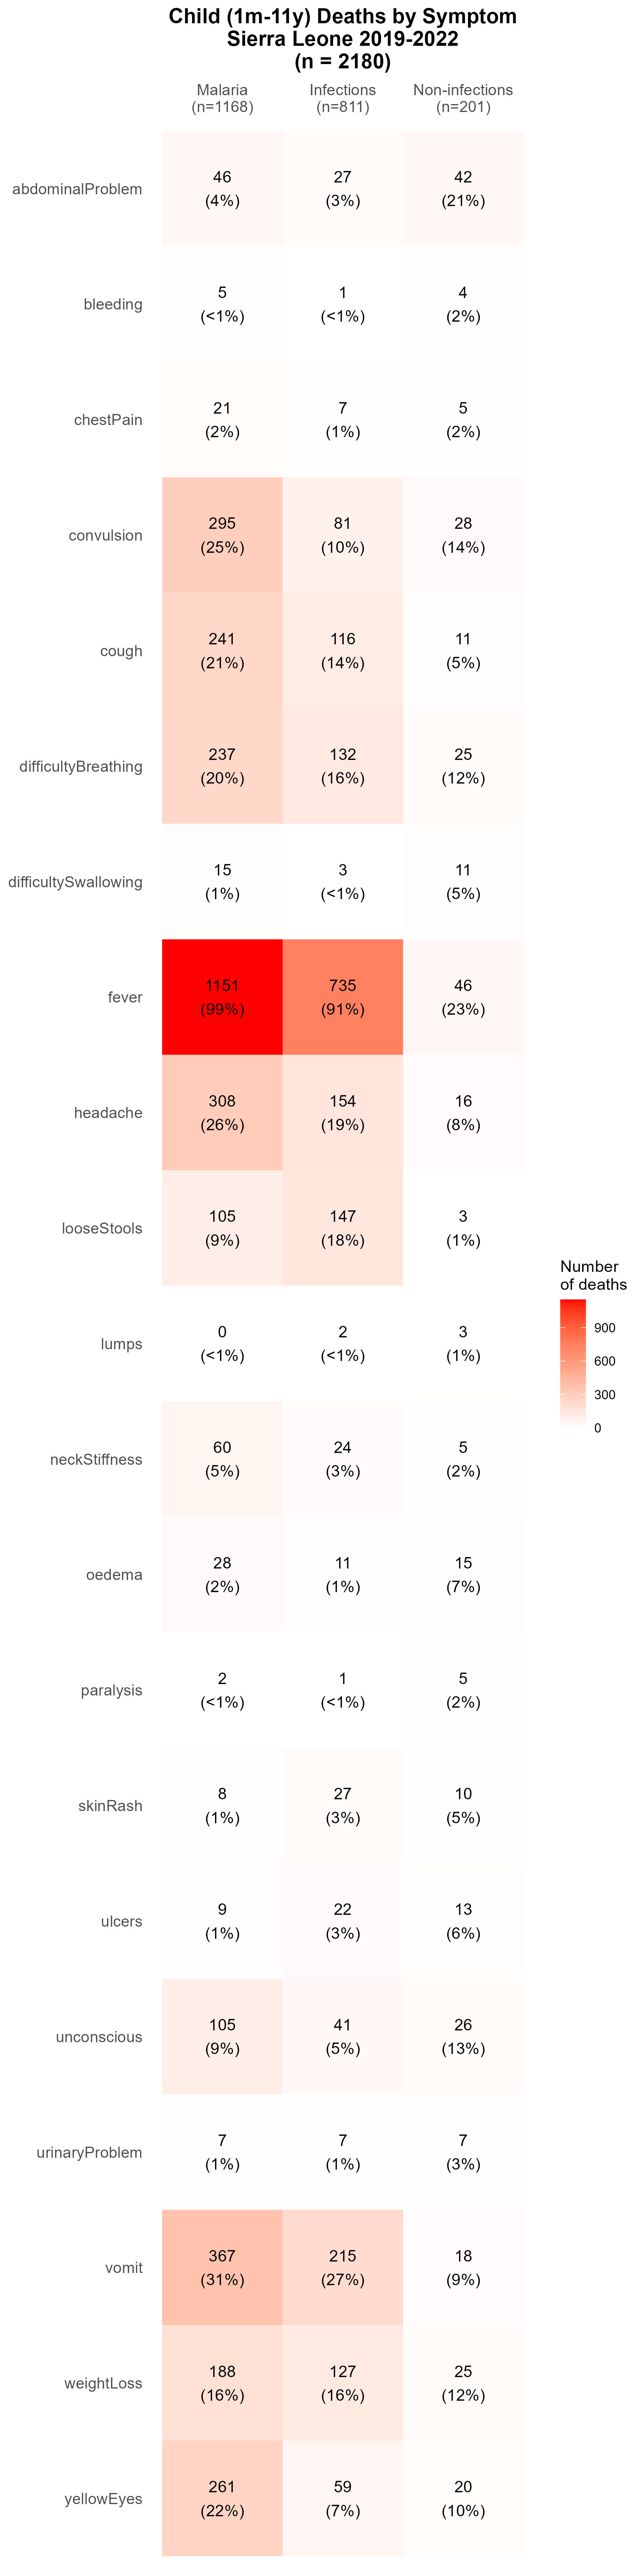 Child (1m-11y) Deaths by Symptom
Sierra Leone 2019-2022
(n = 2180)
Malaria Infections Non-infections
(n=1168) (n=811) (n=201)
abdominalProblem 46 27 42
(4%) (3%) (21%)
bleeding 5 1 4
(<1%) (<1%) (2%)
chestPain 21 7 5
(2%) (1%) (2%)
convulsion 295 81 28
(25%) (10%) (14%)
cough 241 116 11
(21%) (14%) (5%)
difficultyBreathing 237 132 25
(20%) (16%) (12%)
difficultySwallowing 15 3 11
(1%) (<1%) (5%)
fever 1151 735 46
(99%) (91%) (23%)
headache 308 154 16
(26%) (19%) (8%)
looseStools 105 147 3
(9%) (18%) (1%)
lumps 0 2 3
(<1%) (<1%) (1%)
neckStiffness 60 24 5
(5%) (3%) (2%)
oedema 28 11 15
(2%) (1%) (7%)
paralysis 2 1 5
(<1%) (<1%) (2%)
skinRash 8 27 10
(1%) (3%) (5%)
ulcers 9 22 13
(1%) (3%) (6%)
unconscious 105 41 26
(9%) (5%) (13%)
urinaryProblem 7 7 7
(1%) (1%) (3%)
vomit 367 215 18
(31%) (27%) (9%)
weightLoss 188 127 25
(16%) (16%) (12%)
yellowEyes 261 59 20
(22%) (7%) (10%)
Number
of deaths
900
600
300
0